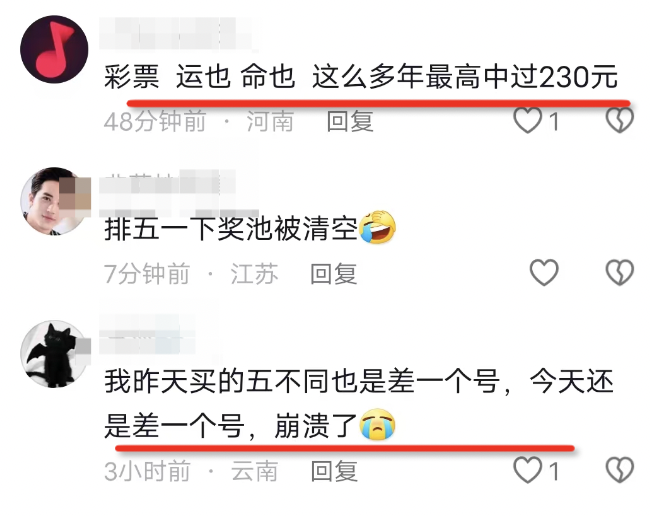 彩票 运也 命也 这么多年最高中过230元
48分钟前 · 河南 回复 1
排五一下奖池被清空
7分钟前 · 江苏 回复
我昨天买的五不同也是差一个号，今天还
是差一个号，崩溃了
3小时前 · 云南 回复 1